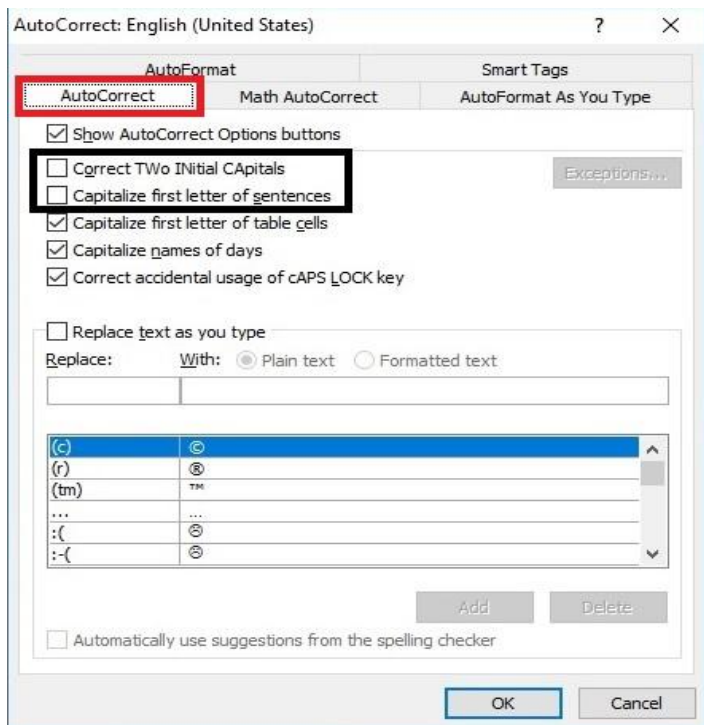 AutoCorrect: English (United States) ? ×
AutoFormat Smart Tags
AutoCorrect Math AutoCorrect AutoFormat As You Type
Show AutoCorrect Options buttons
Correct TWo INitial CApitals Exceptions...
Capitalize first letter of sentences
Capitalize first letter of table cells
Capitalize names of days
Correct accidental usage of cAPS LOCK key
Replace text as you type
Replace: With: Plain text Formatted text
(c) ©
(r) ®
(tm) ™
... ...
:( ☹
:-( ☹
Add Delete
Automatically use suggestions from the spelling checker
OK Cancel